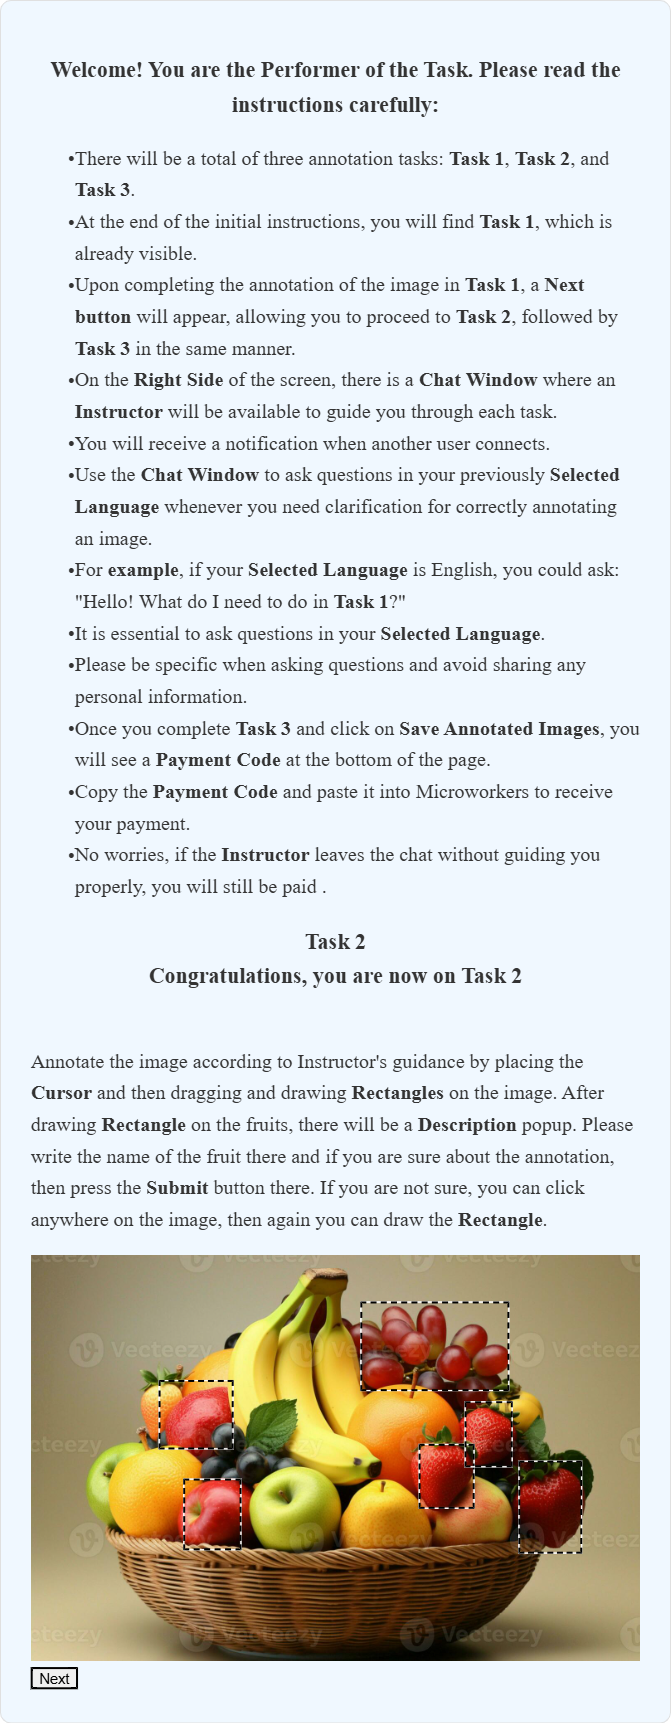 Welcome! You are the Performer of the Task. Please read the
instructions carefully:
•There will be a total of three annotation tasks: Task 1, Task 2, and
Task 3.
•At the end of the initial instructions, you will find Task 1, which is
already visible.
•Upon completing the annotation of the image in Task 1, a Next
button will appear, allowing you to proceed to Task 2, followed by
Task 3 in the same manner.
•On the Right Side of the screen, there is a Chat Window where an
Instructor will be available to guide you through each task.
•You will receive a notification when another user connects.
•Use the Chat Window to ask questions in your previously Selected
Language whenever you need clarification for correctly annotating
an image.
•For example, if your Selected Language is English, you could ask:
"Hello! What do I need to do in Task 1?"
•It is essential to ask questions in your Selected Language.
•Please be specific when asking questions and avoid sharing any
personal information.
•Once you complete Task 3 and click on Save Annotated Images, you
will see a Payment Code at the bottom of the page.
•Copy the Payment Code and paste it into Microworkers to receive
your payment.
•No worries, if the Instructor leaves the chat without guiding you
properly, you will still be paid .
Task 2
Congratulations, you are now on Task 2
Annotate the image according to Instructor's guidance by placing the
Cursor and then dragging and drawing Rectangles on the image. After
drawing Rectangle on the fruits, there will be a Description popup. Please
write the name of the fruit there and if you are sure about the annotation,
then press the Submit button there. If you are not sure, you can click
anywhere on the image, then again you can draw the Rectangle.
Vecteezy
Vecteezy
Vecteezy
Vecteezy
Next